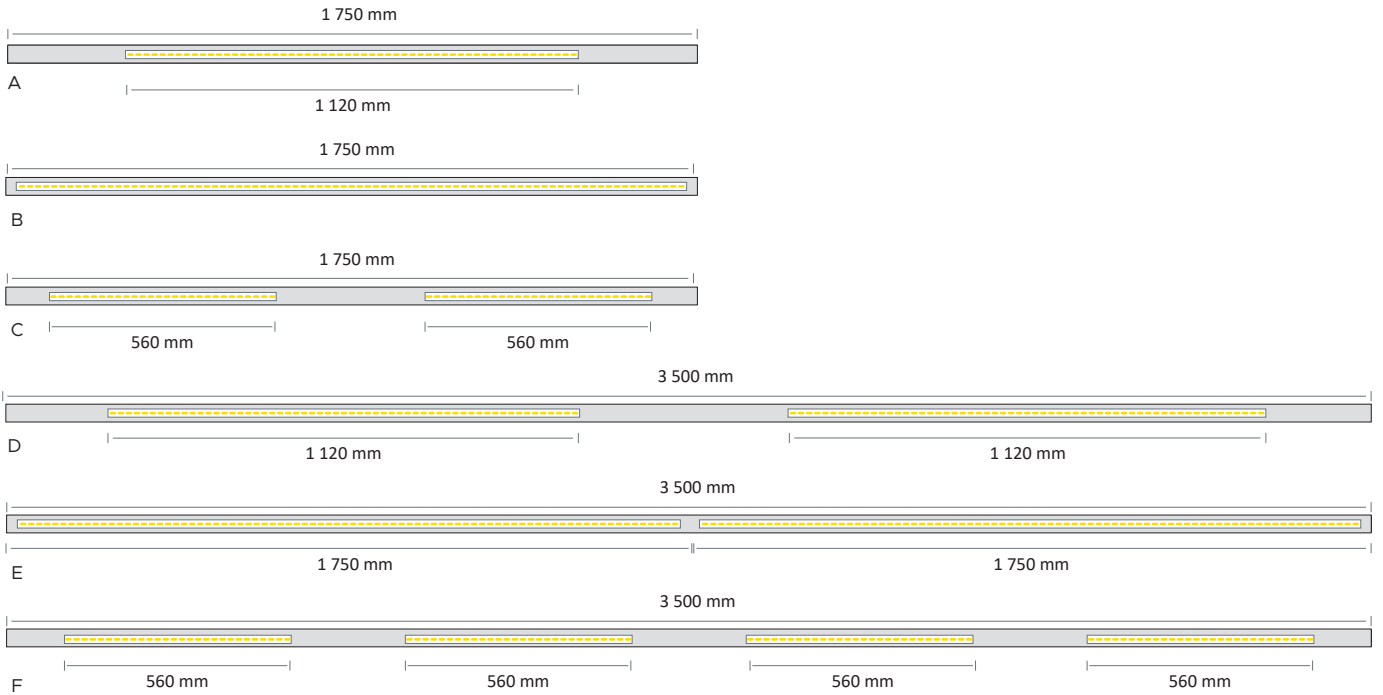 1 750 mm
A
1 120 mm
1 750 mm
B
1 750 mm
C
560 mm 560 mm
3 500 mm
D
1 120 mm 1 120 mm
3 500 mm
E
1 750 mm 1 750 mm
3 500 mm
F
560 mm 560 mm 560 mm 560 mm